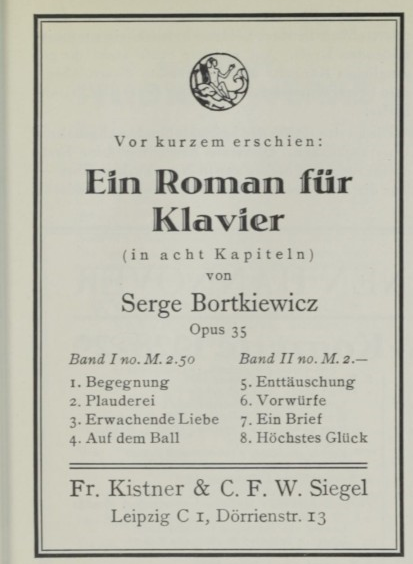 Vor kurzem erschien:
Ein Roman für
Klavier
(in acht Kapiteln)
von
Serge Bortkiewicz
Opus 35
Band I no. M. 2.50
1. Begegnung
2. Plauderei
3. Erwachende Liebe
4. Auf dem Ball
Band II no. M. 2.—
5. Enttäuschung
6. Vorwürfe
7. Ein Brief
8. Höchstes Glück
Fr. Kistner & C. F. W. Siegel
Leipzig C 1, Dörrienstr. 13